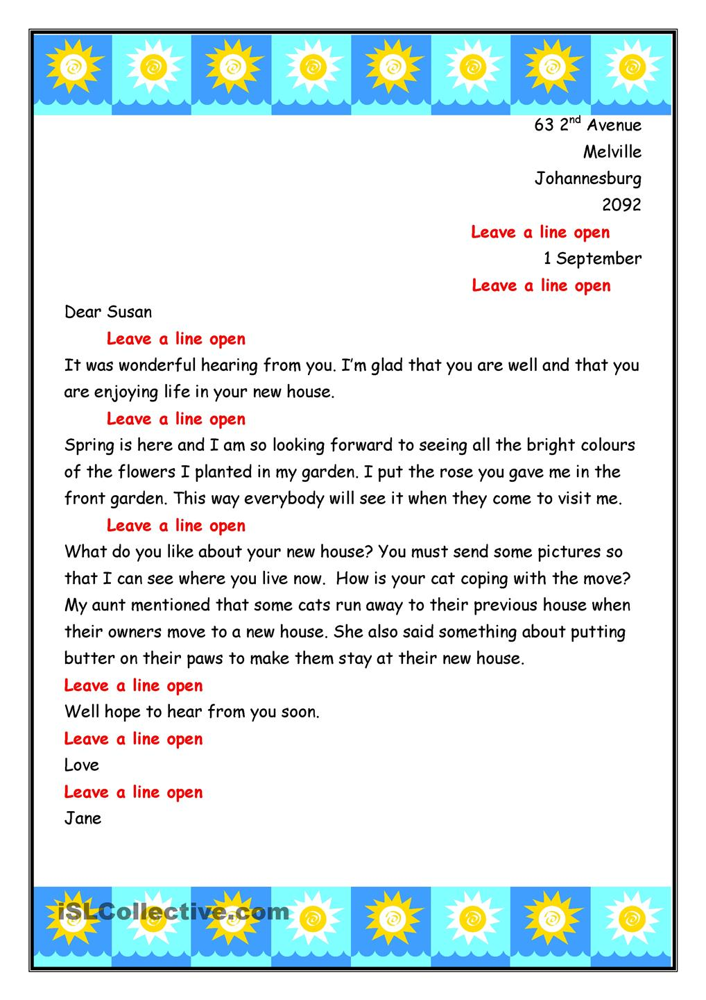 63 2nd Avenue
Melville
Johannesburg
2092
Leave a line open
1 September
Leave a line open
Dear Susan
Leave a line open
It was wonderful hearing from you. I'm glad that you are well and that you
are enjoying life in your new house.
Leave a line open
Spring is here and I am so looking forward to seeing all the bright colours
of the flowers I planted in my garden. I put the rose you gave me in the
front garden. This way everybody will see it when they come to visit me.
Leave a line open
What do you like about your new house? You must send some pictures so
that I can see where you live now.  How is your cat coping with the move?
My aunt mentioned that some cats run away to their previous house when
their owners move to a new house. She also said something about putting
butter on their paws to make them stay at their new house.
Leave a line open
Well hope to hear from you soon.
Leave a line open
Love
Leave a line open
Jane
iSLCollective.com